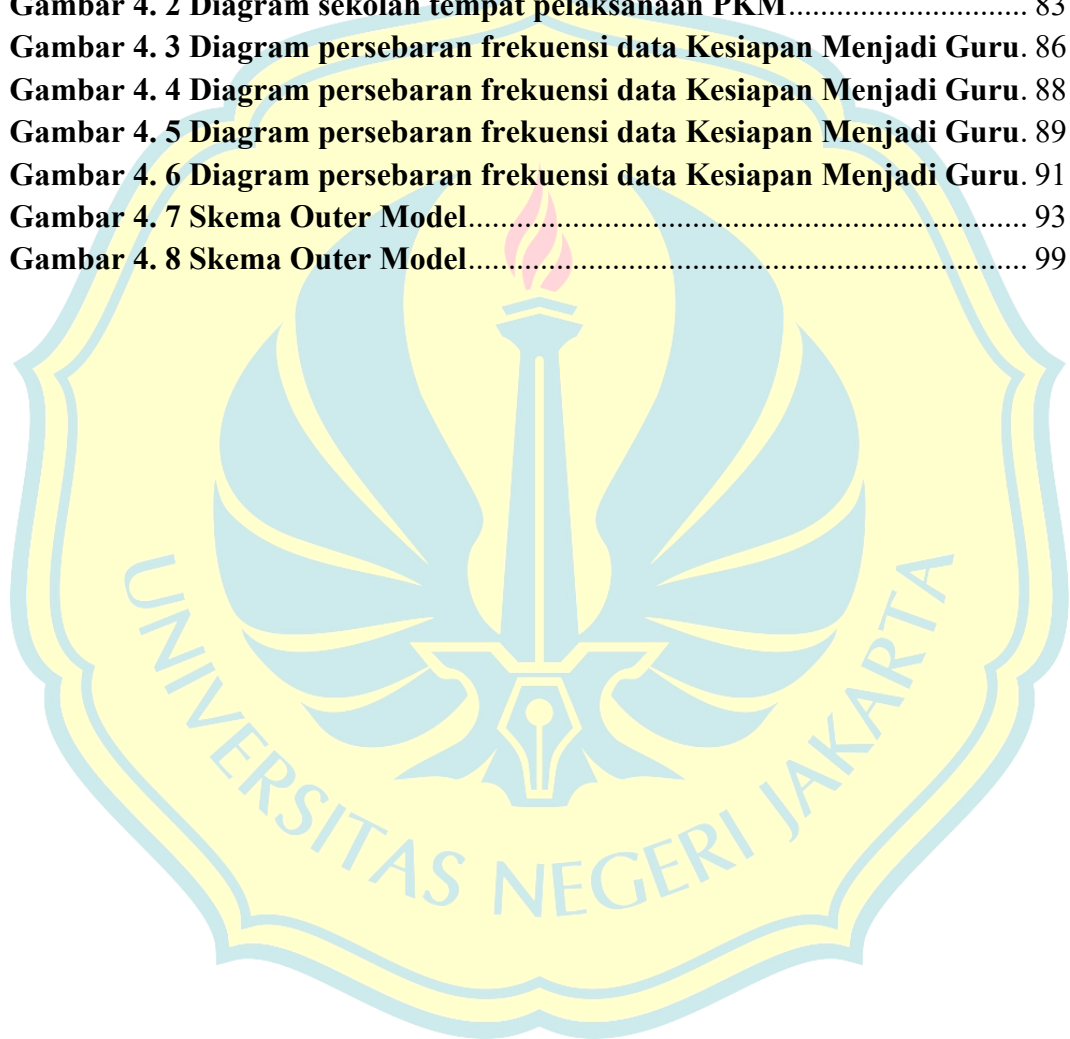 Gambar 4. 2 Diagram sekolah tempat pelaksanaan PKM............................. 83
Gambar 4. 3 Diagram persebaran frekuensi data Kesiapan Menjadi Guru. 86
Gambar 4. 4 Diagram persebaran frekuensi data Kesiapan Menjadi Guru. 88
Gambar 4. 5 Diagram persebaran frekuensi data Kesiapan Menjadi Guru. 89
Gambar 4. 6 Diagram persebaran frekuensi data Kesiapan Menjadi Guru. 91
Gambar 4. 7 Skema Outer Model..................................................................... 93
Gambar 4. 8 Skema Outer Model..................................................................... 99
UNIVERSITAS NEGERI JAKARTA